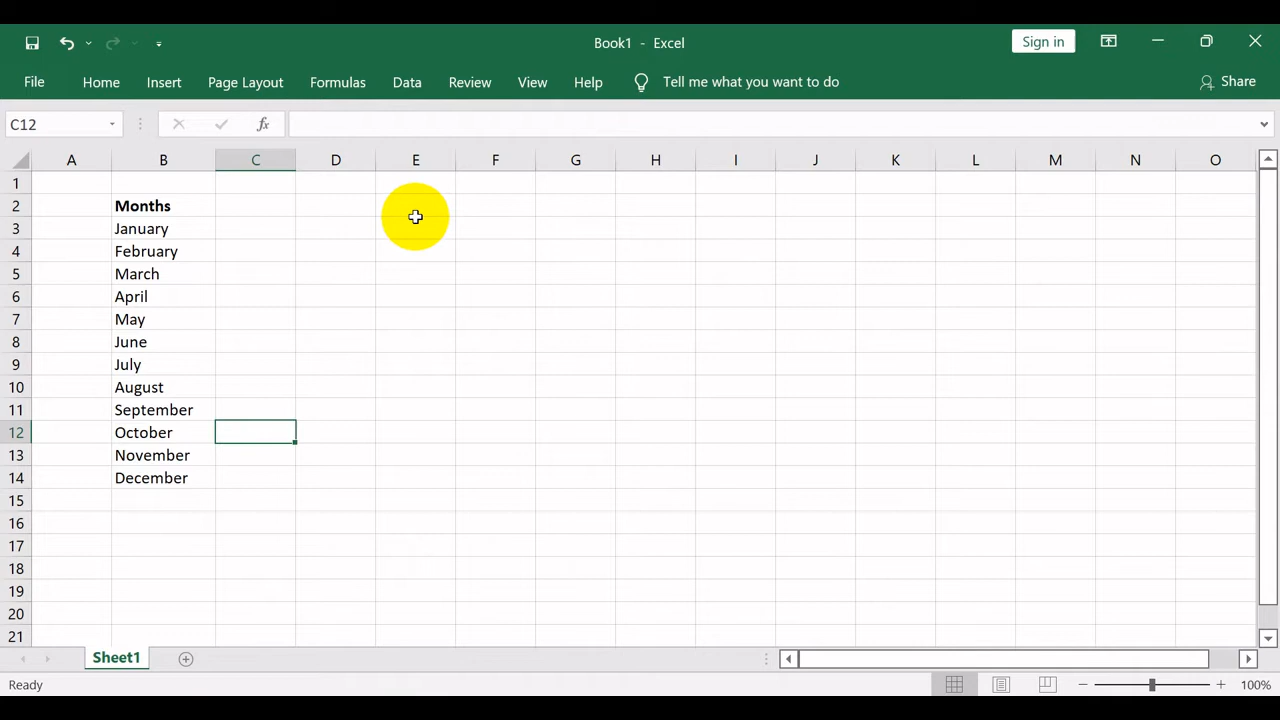 Book1 - Excel
Sign in
File Home Insert Page Layout Formulas Data Review View Help Tell me what you want to do Share
C12 fx
A B C D E F G H I J K L M N O
1
2 Months
3 January
4 February
5 March
6 April
7 May
8 June
9 July
10 August
11 September
12 October
13 November
14 December
15
16
17
18
19
20
21
Sheet1
Ready 100%